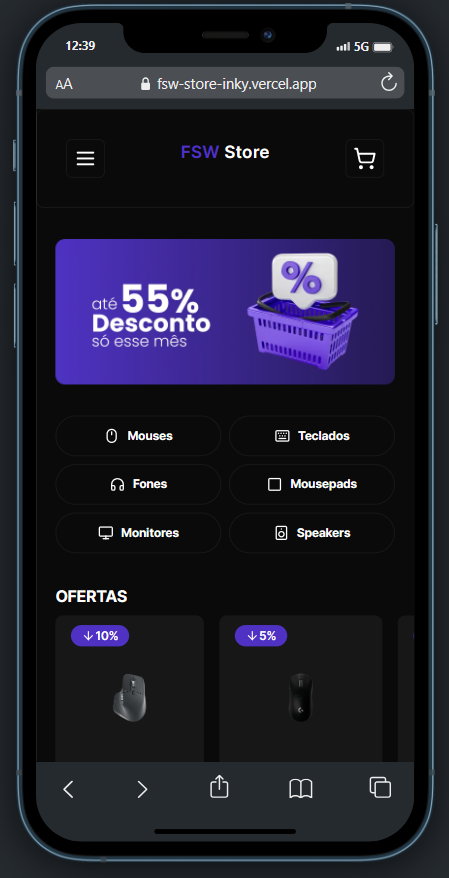 12:39
5G
AA
fsw-store-inky.vercel.app
FSW Store
%
até 55%
Desconto
só esse mês
Mouses
Teclados
Fones
Mousepads
Monitores
Speakers
OFERTAS
↓10%
↓5%